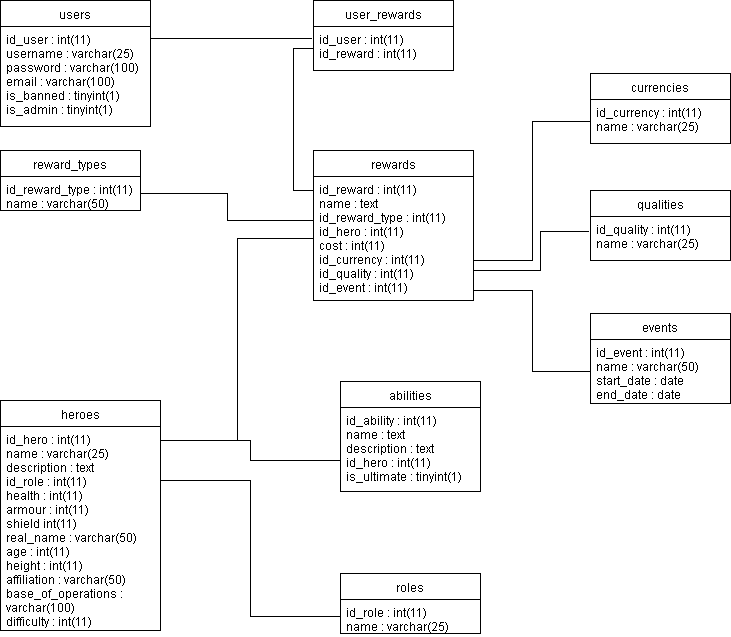 users
id_user : int(11)
username : varchar(25)
password : varchar(100)
email : varchar(100)
is_banned : tinyint(1)
is_admin : tinyint(1)
user_rewards
id_user : int(11)
id_reward : int(11)
currencies
id_currency : int(11)
name : varchar(25)
reward_types
id_reward_type : int(11)
name : varchar(50)
rewards
id_reward : int(11)
name : text
id_reward_type : int(11)
id_hero : int(11)
cost : int(11)
id_currency : int(11)
id_quality : int(11)
id_event : int(11)
qualities
id_quality : int(11)
name : varchar(25)
events
id_event : int(11)
name : varchar(50)
start_date : date
end_date : date
heroes
id_hero : int(11)
name : varchar(25)
description : text
id_role : int(11)
health : int(11)
armour : int(11)
shield int(11)
real_name : varchar(50)
age : int(11)
height : int(11)
affiliation : varchar(50)
base_of_operations :
varchar(100)
difficulty : int(11)
abilities
id_ability : int(11)
name : text
description : text
id_hero : int(11)
is_ultimate : tinyint(1)
roles
id_role : int(11)
name : varchar(25)